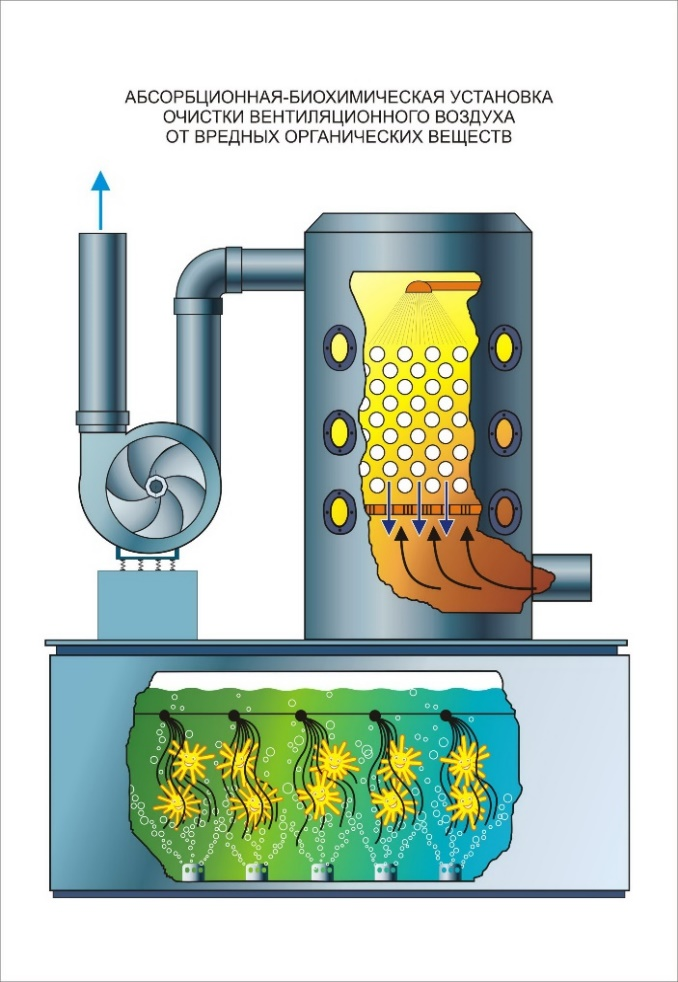 АБСОРБЦИОННАЯ-БИОХИМИЧЕСКАЯ УСТАНОВКА
ОЧИСТКИ ВЕНТИЛЯЦИОННОГО ВОЗДУХА
ОТ ВРЕДНЫХ ОРГАНИЧЕСКИХ ВЕЩЕСТВ